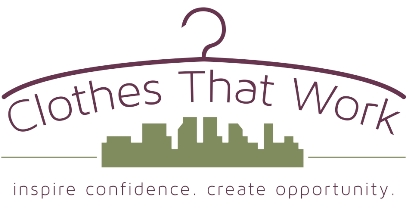 Clothes That Work
inspire confidence. create opportunity.